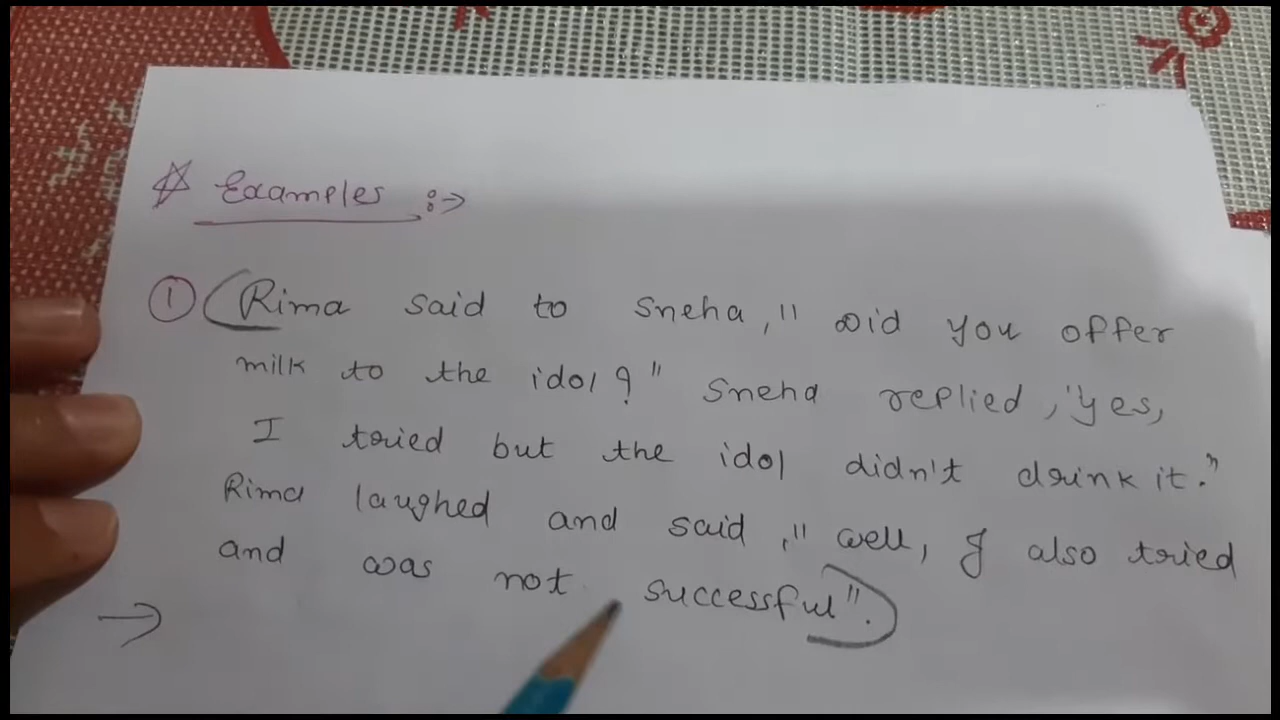 ☆ Examples :->
① Rima said to Sneha," Did you offer
milk to the idol?" Sneha replied,"yes,
I tried but the idol didn't drink it."
Rima laughed and said," well, I also tried
and was not successful".
→